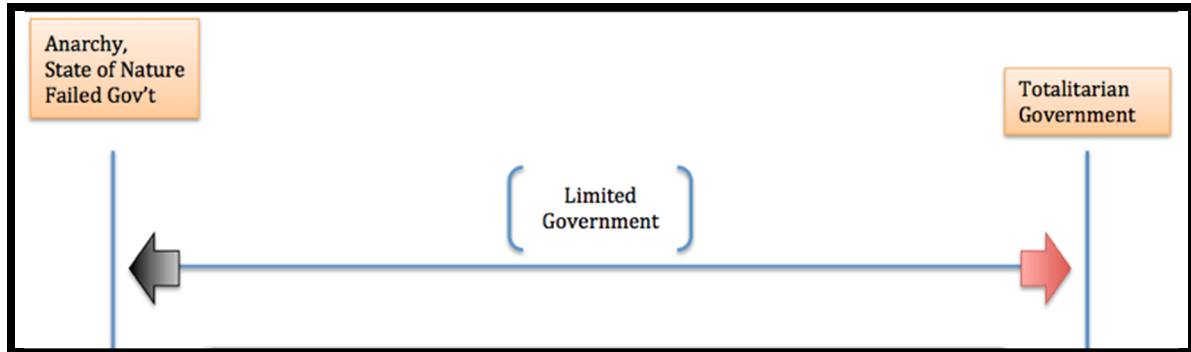 Anarchy,
State of Nature
Failed Gov't
Totalitarian
Government
Limited
Government